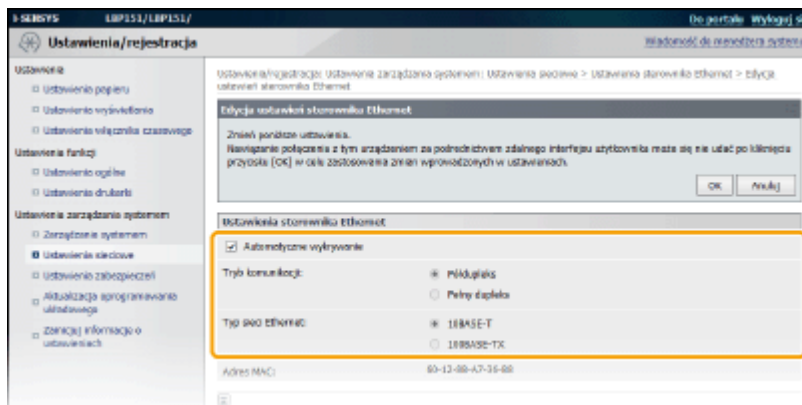 i-SENSYS LBP151/LBP151/
Do portalu Wyloguj s
Ustawienia/rejestracja
Wiadomość do menedżera systemu
Ustawienia
Ustawienia papieru
Ustawienia wyświetlania
Ustawienia włącznika czasowego
Ustawienia funkcji
Ustawienia ogólne
Ustawienia drukarki
Ustawienia zarządzania systemem
Zarządzanie systemem
Ustawienia sieciowe
Ustawienia zabezpieczeń
Aktualizacja oprogramowania
układowego
Zaimcjuj informacje o
ustawieniach
Ustawienia/rejestracja: Ustawienia zarządzania systemem: Ustawienia sieciowe > Ustawienia sterownika Ethernet > Edycja
ustawień sterownika Ethernet
Edycja ustawień sterownika Ethernet
Zmień poniższe ustawienia.
Nawiązanie połączenia z tym urządzeniem za pośrednictwem zdalnego interfejsu użytkownika może się nie udać po kliknięciu
przycisku [OK] w celu zastosowania zmian wprowadzonych w ustawieniach.
OK Anuluj
Ustawienia sterownika Ethernet
Automatyczne wykrywanie
Tryb komunikacji:
Półdupleks
Pełny dupleks
Typ sieci Ethernet:
10BASE-T
100BASE-TX
Adres MAC: